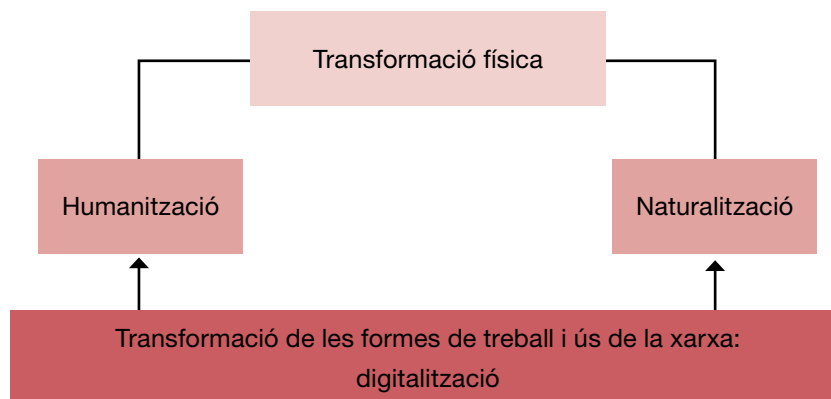 Transformació física
Humanització
Naturalització
Transformació de les formes de treball i ús de la xarxa:
digitalització